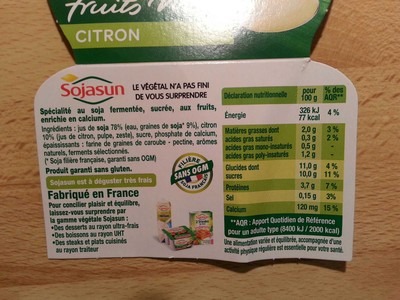 fruits
CITRON
Sojasun
LE VÉGÉTAL N'A PAS FINI
DE VOUS SURPRENDRE
Spécialité au soja fermentée, sucrée, aux fruits,
enrichie en calcium.
Ingrédients : jus de soja 78% (eau, graines de soja* 9%), citron
10% (jus de citron, pulpe, zeste), sucre, phosphate de calcium,
épaississants : farine de graines de caroube - pectine, arômes
naturels, ferments sélectionnés.
(* Soja filière française, garanti sans OGM)
Produit garanti sans gluten.
Sojasun est à déguster très frais
Fabriqué en France
Pour concilier plaisir et équilibre,
laissez-vous surprendre par
la gamme végétale Sojasun :
•Des desserts au rayon ultra-frais
•Des boissons au rayon UHT
•Des steaks et plats cuisinés
au rayon traiteur
FILIÈRE
SANS OGM
SOJA FRANÇAIS
Déclaration nutritionnelle pour 100 g % des AQR**
Énergie 326 kJ 77 kcal 4 %
Matières grasses dont 2,0 g 3 %
acides gras saturés 0,3 g 2 %
acides gras mono-insaturés 0,5 g -
acides gras poly-insaturés 1,2 g -
Glucides dont 11,0 g 4 %
sucres 10,0 g 11 %
Protéines 3,7 g 7 %
Sel 0,15 g 3%
Calcium 120 mg 15 %
**AQR : Apport Quotidien de Référence
pour un adulte type (8400 kJ / 2000 kcal)
Une alimentation variée et équilibrée, accompagnée d'une
activité physique régulière est essentielle à votre santé.